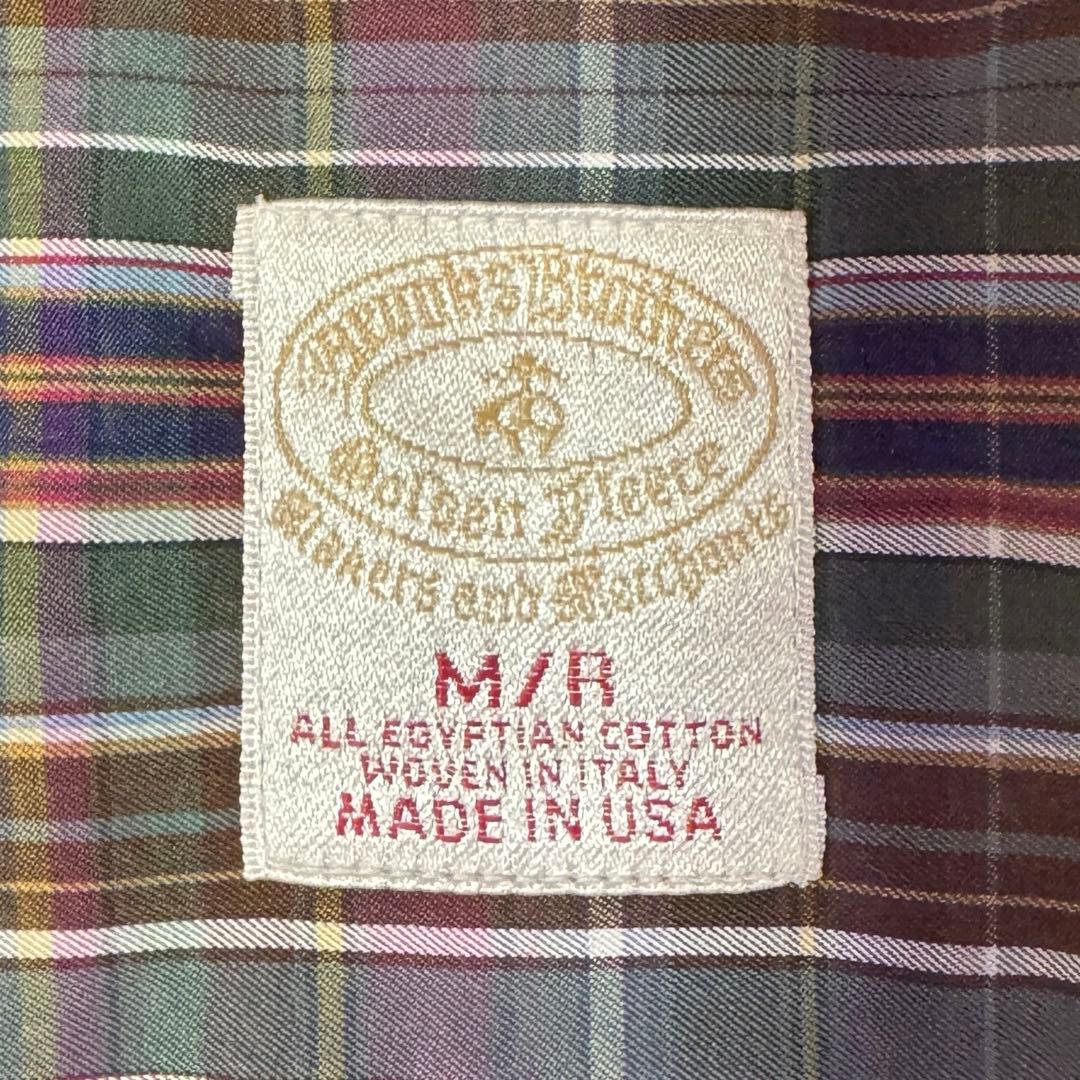 Brooks Brothers
Golden Fleece
Makers and Merchants
M/R
ALL EGYPTIAN COTTON
WOVEN IN ITALY
MADE IN USA